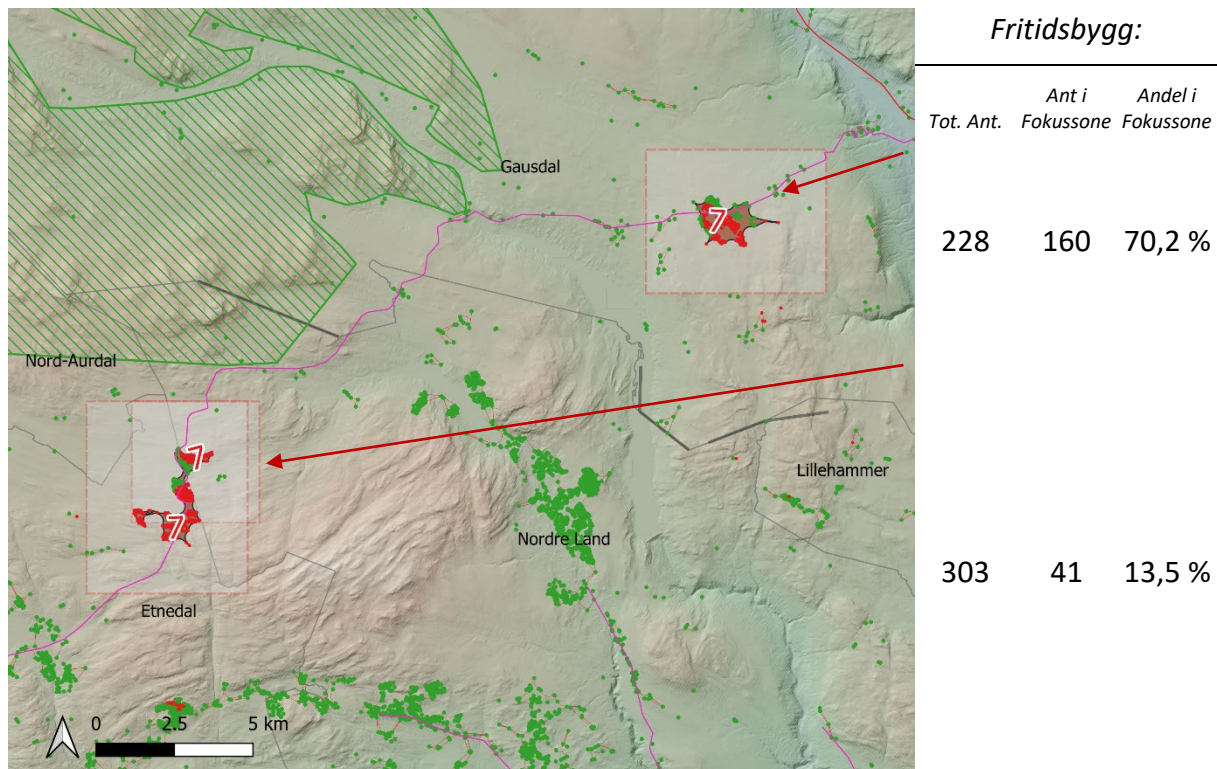 Fritidsbygg:
Ant i Andel i
Tot. Ant. Fokussone Fokussone
Gausdal
7
228 160 70,2 %
Nord-Aurdal
7
Lillehammer
7
Nordre Land
303 41 13,5 %
Etnedal
0 2.5 5 km